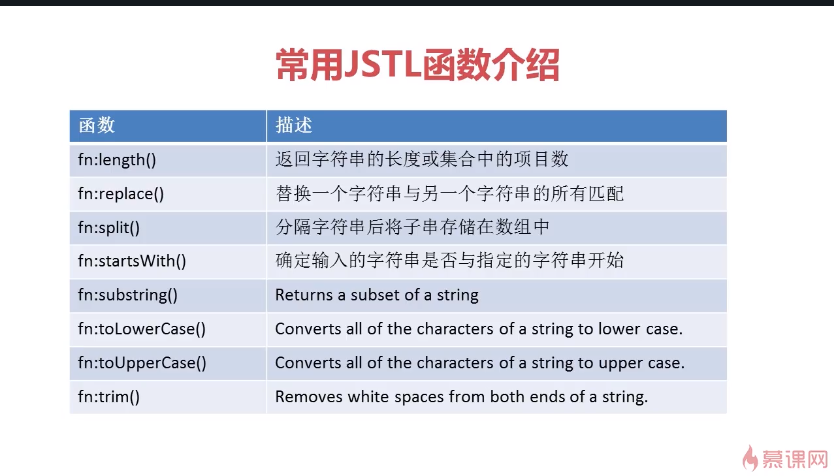 常用JSTL函数介绍
函数 描述
fn:length() 返回字符串的长度或集合中的项目数
fn:replace() 替换一个字符串与另一个字符串的所有匹配
fn:split() 分隔字符串后将子串存储在数组中
fn:startsWith() 确定输入的字符串是否与指定的字符串开始
fn:substring() Returns a subset of a string
fn:toLowerCase() Converts all of the characters of a string to lower case.
fn:toUpperCase() Converts all of the characters of a string to upper case.
fn:trim() Removes white spaces from both ends of a string.
慕课网